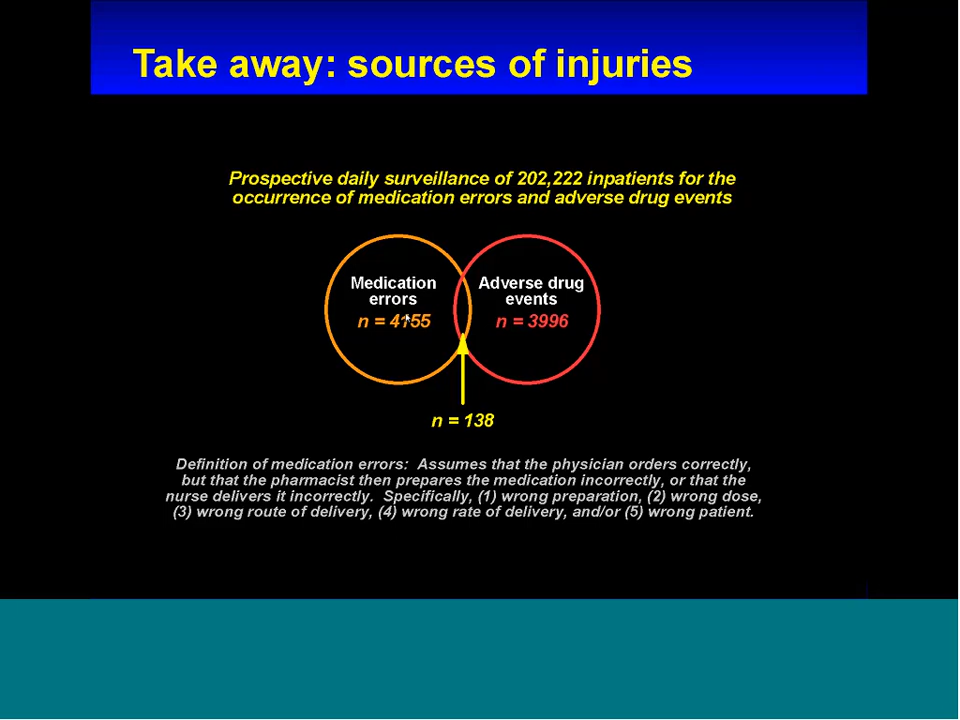 Take away: sources of injuries
Prospective daily surveillance of 202,222 inpatients for the
occurrence of medication errors and adverse drug events
Medication
errors
n = 4155
Adverse drug
events
n = 3996
n = 138
Definition of medication errors: Assumes that the physician orders correctly,
but that the pharmacist then prepares the medication incorrectly, or that the
nurse delivers it incorrectly. Specifically, (1) wrong preparation, (2) wrong dose,
(3) wrong route of delivery, (4) wrong rate of delivery, and/or (5) wrong patient.